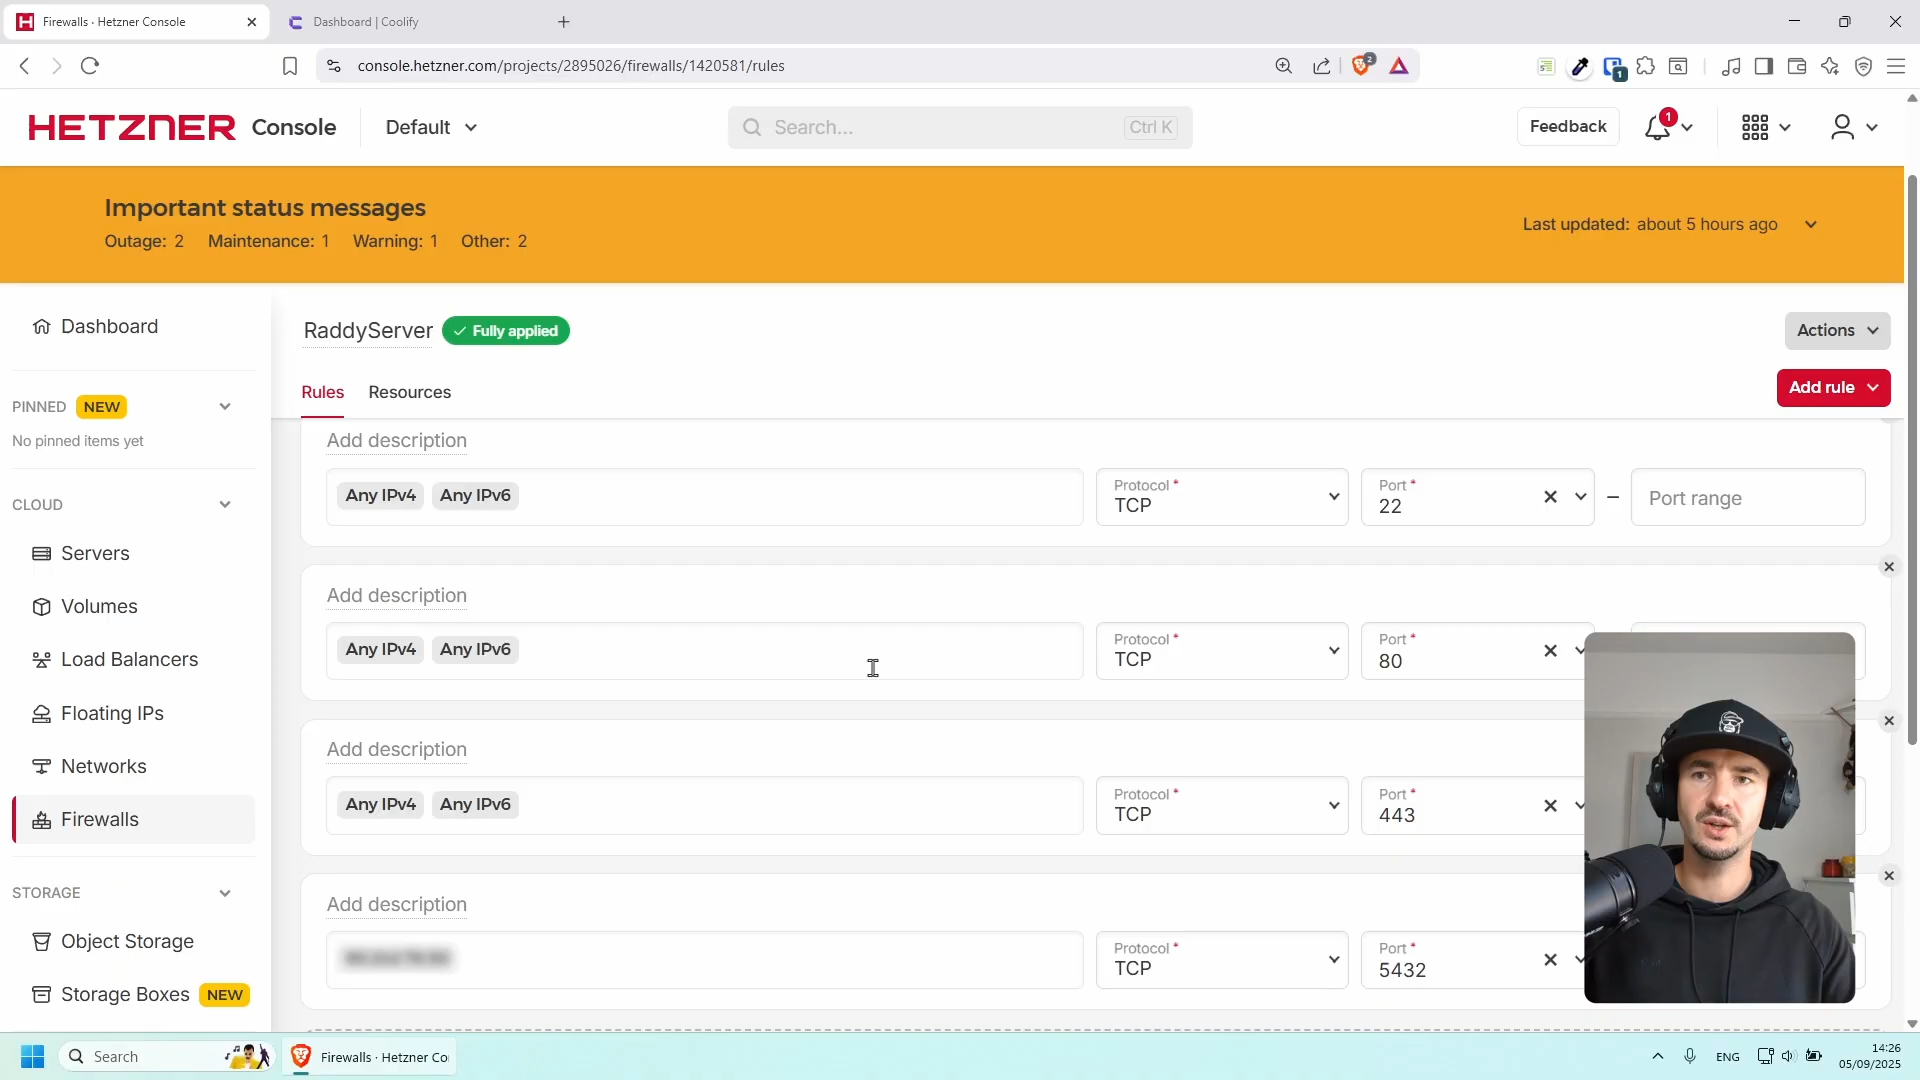 Firewalls · Hetzner Console
Dashboard | Coolify
console.hetzner.com/projects/2895026/firewalls/1420581/rules
2
1
HETZNER Console
Default
Search...
Ctrl K
Feedback
1
Important status messages
Outage: 2 Maintenance: 1 Warning: 1 Other: 2
Last updated: about 5 hours ago
Dashboard
PINNED NEW
No pinned items yet
CLOUD
Servers
Volumes
Load Balancers
Floating IPs
Networks
Firewalls
STORAGE
Object Storage
Storage Boxes NEW
RaddyServer Fully applied
Actions
Rules Resources
Add rule
Add description
Any IPv4 Any IPv6
Protocol *
TCP
Port *
22
Port range
Add description
Any IPv4 Any IPv6
Protocol *
TCP
Port *
80
Add description
Any IPv4 Any IPv6
Protocol *
TCP
Port *
443
Add description
Protocol *
TCP
Port *
5432
Search
Firewalls · Hetzner Co
ENG
14:26
05/09/2025